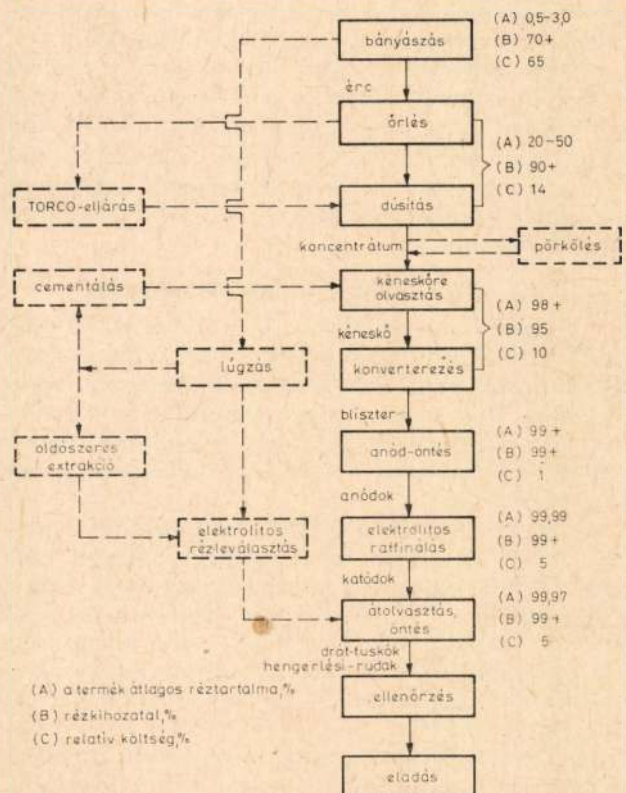 bányászás
(A) 0,5-3,0
(B) 70+
(C) 65
érc
őrlés
(A) 20-50
(B) 90+
(C) 14
TORCO-eljárás
dúsítás
koncentrátum
pörkölés
cementálás
kéneskőre
olvasztás
(A) 98+
(B) 95
(C) 10
kéneskő
lúgzás
konverterezés
bliszter
oldószeres
extrakció
anód-öntés
(A) 99+
(B) 99+
(C) 1
anódok
elektrolitos
rézleválasztás
elektrolitos
raffinálás
(A) 99,99
(B) 99+
(C) 5
katódok
átolvasztás,
öntés
(A) 99,97
(B) 99+
(C) 5
drót-tuskók
hengerlési-rudak
(A) a termék átlagos réztartalma,%
(B) rézkihozatal,%
(C) relatív költség,%
ellenőrzés
eladás